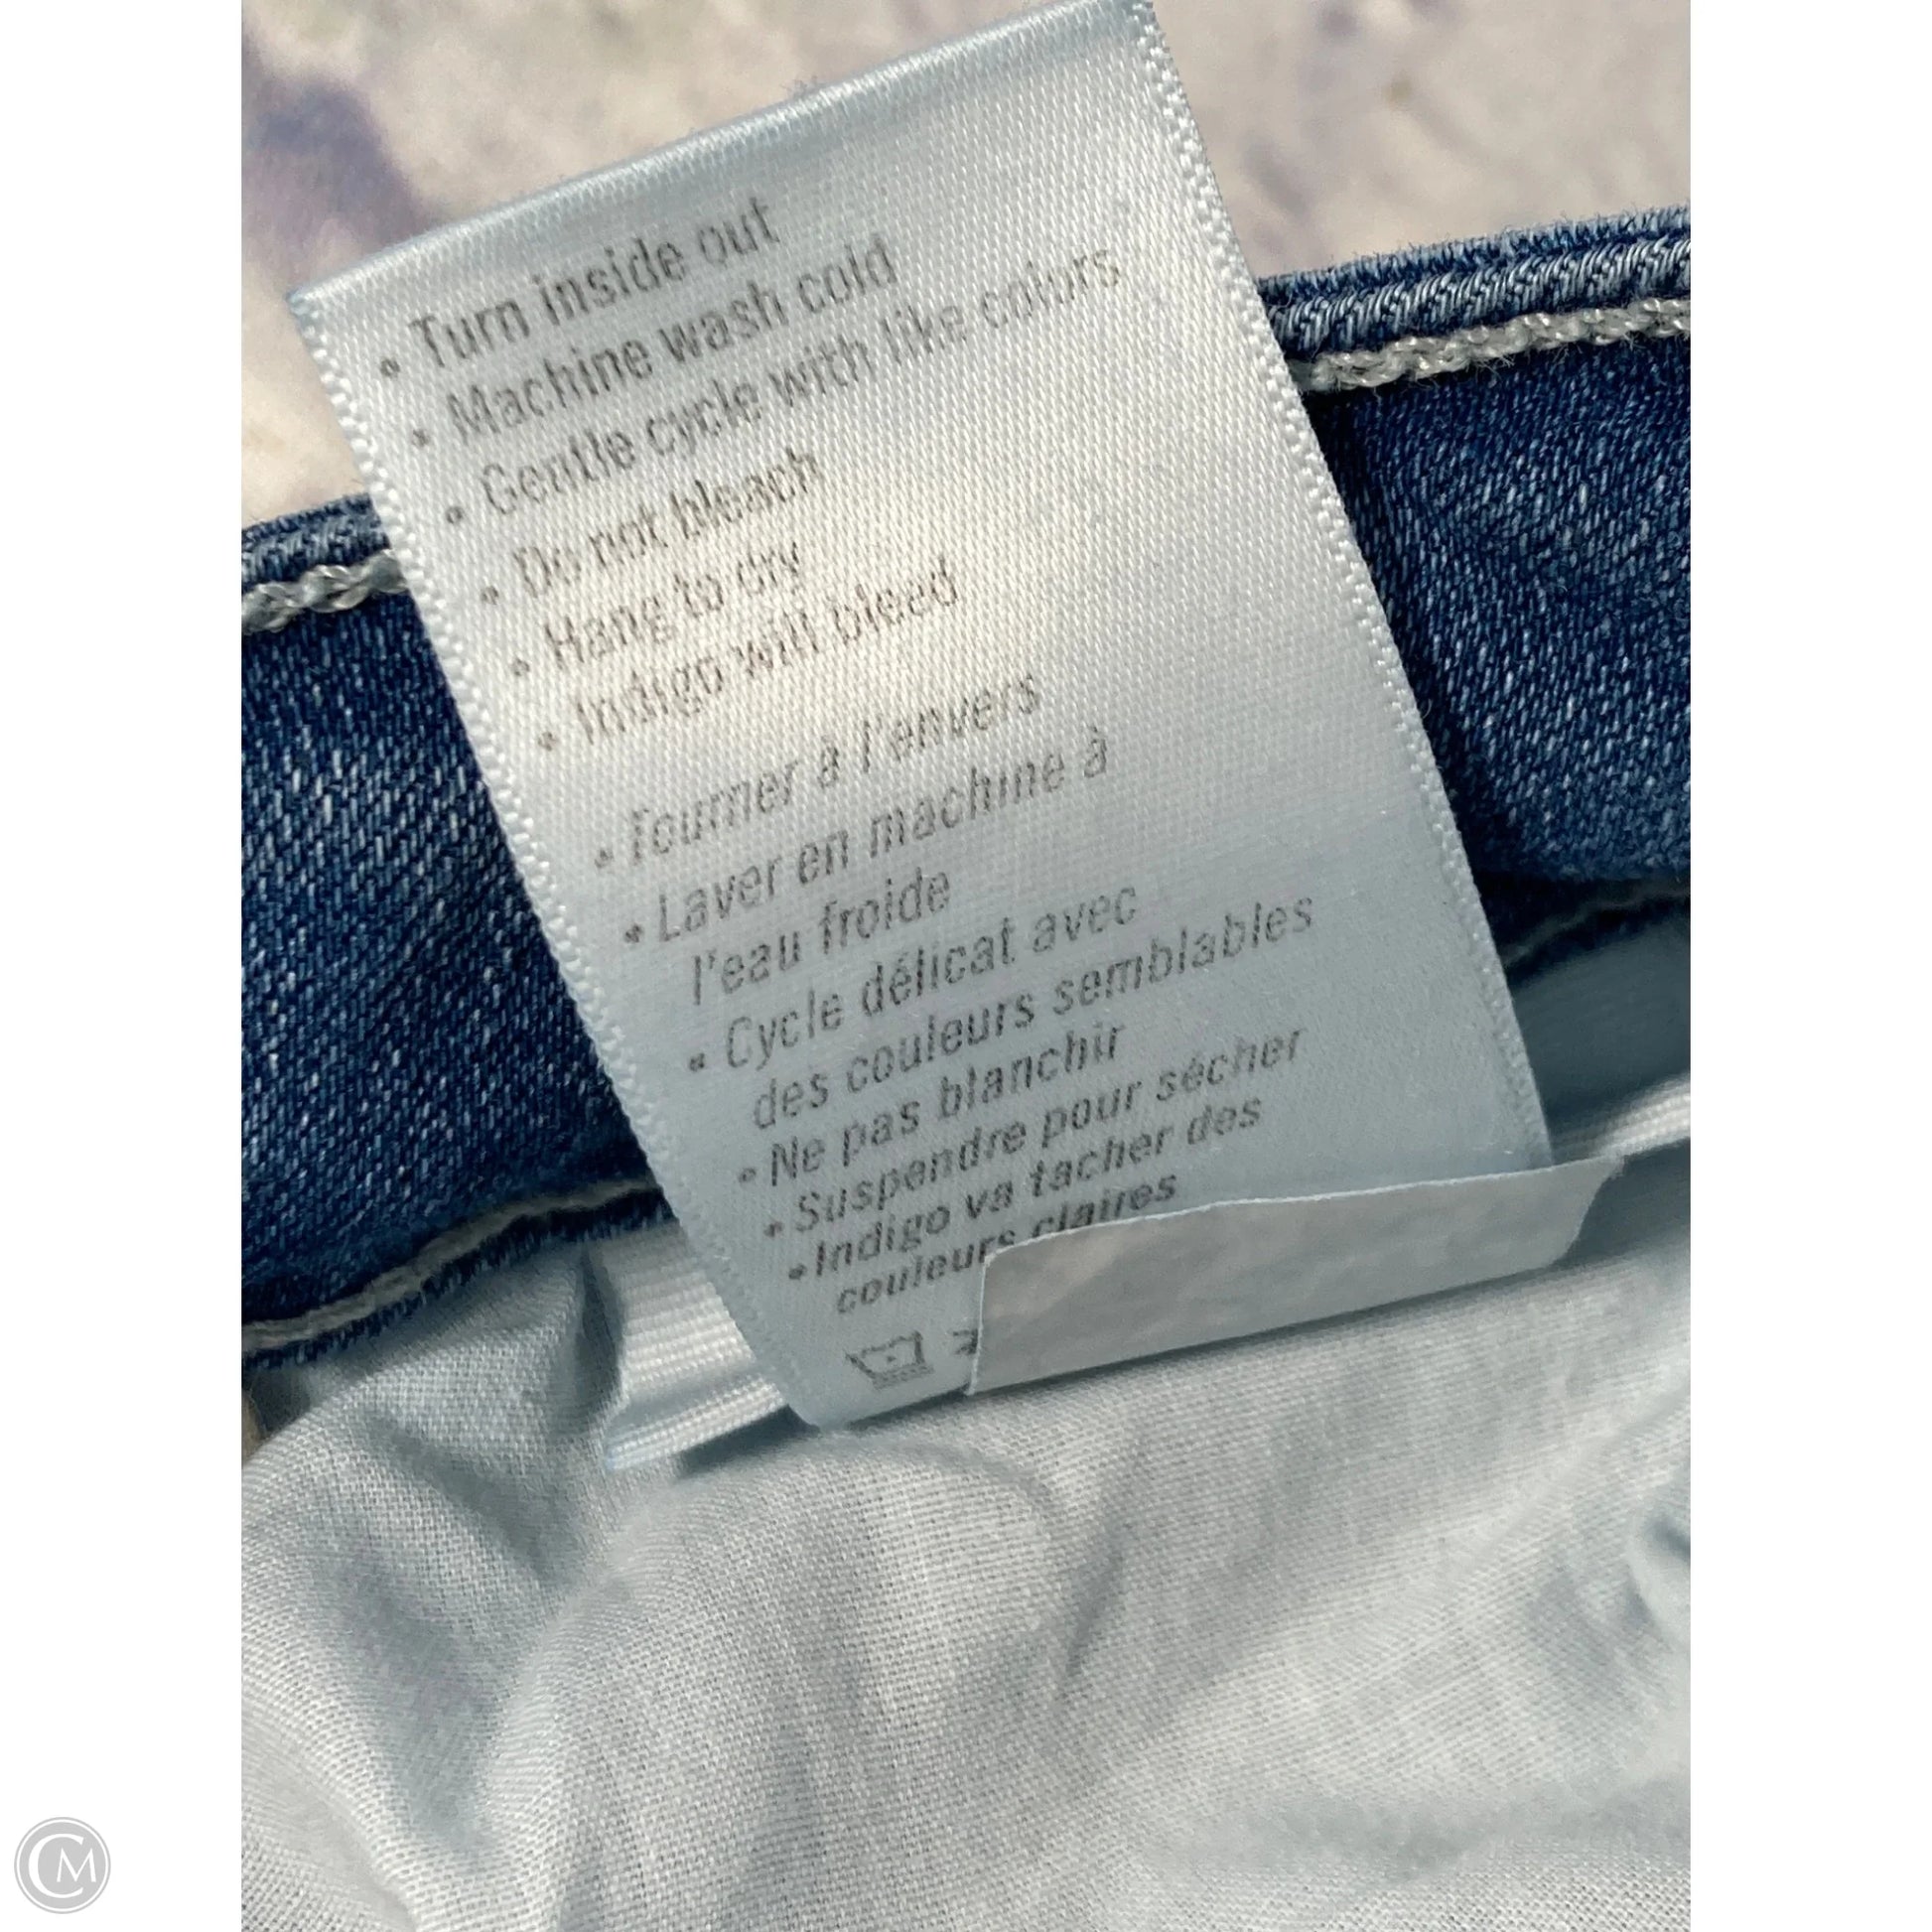 • Turn inside out
• Machine wash cold
• Gentle cycle with like colors
• Do not bleach
• Hang to dry
• Indigo will bleed
• Tourner à l'envers
• Laver en machine à
l'eau froide
• Cycle délicat avec
des couleurs semblables
• Ne pas blanchir
• Suspendre pour sécher
• Indigo va tacher des
couleurs claires
CM